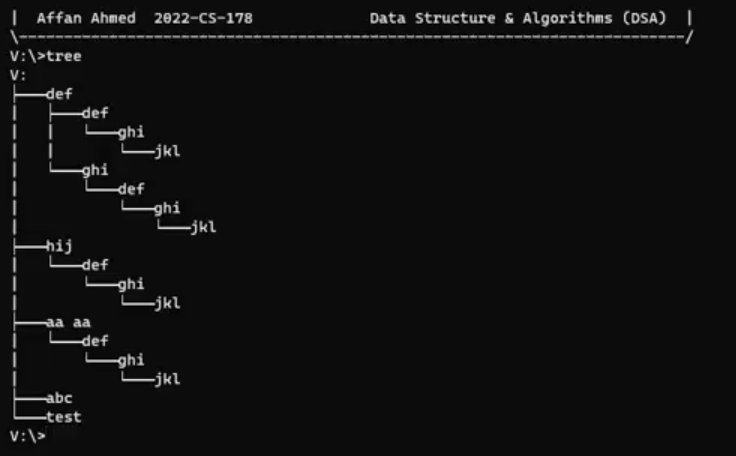 | Affan Ahmed 2022-CS-178 Data Structure & Algorithms (DSA) |
\---------------------------------------------------------------------------/
V:\>tree
V:
├───def
│   ├───def
│   │   └───ghi
│   │       └───jkl
│   └───ghi
│       └───def
│           └───ghi
│               └───jkl
├───hij
│   └───def
│       └───ghi
│           └───jkl
├───aa aa
│   └───def
│       └───ghi
│           └───jkl
├───abc
└───test
V:\>